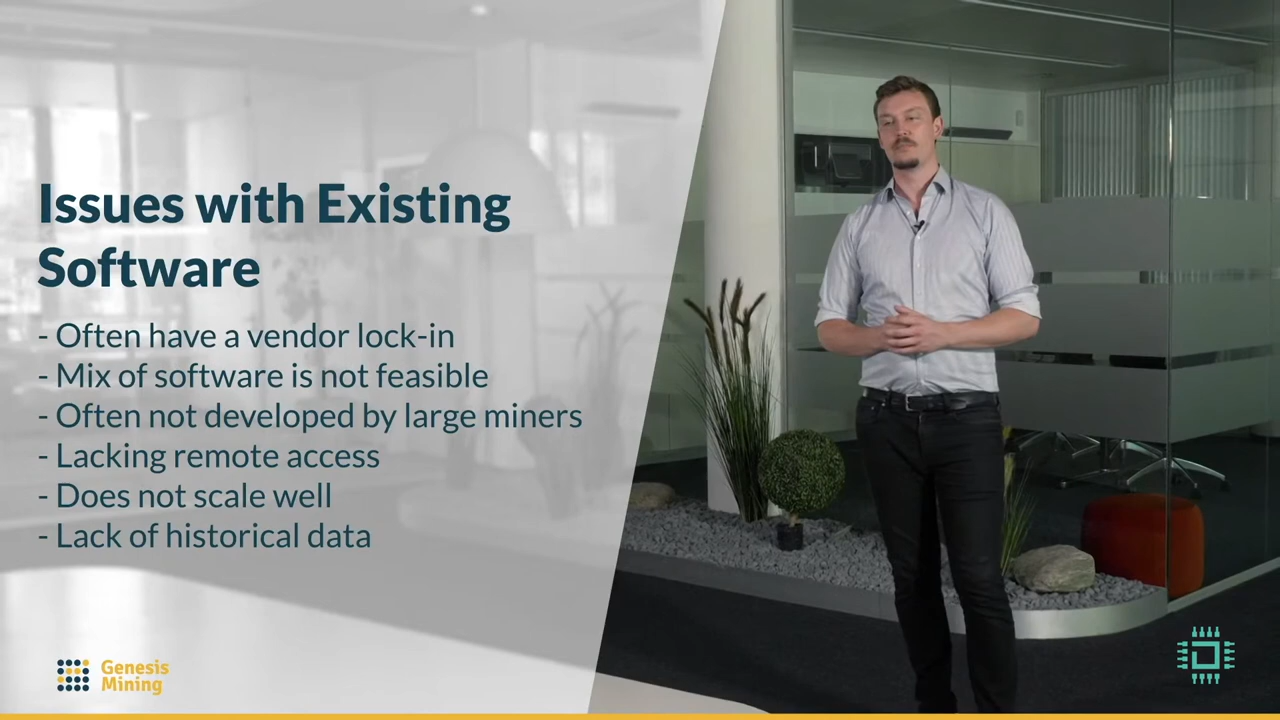 Issues with Existing
Software
- Often have a vendor lock-in
- Mix of software is not feasible
- Often not developed by large miners
- Lacking remote access
- Does not scale well
- Lack of historical data
Genesis
Mining